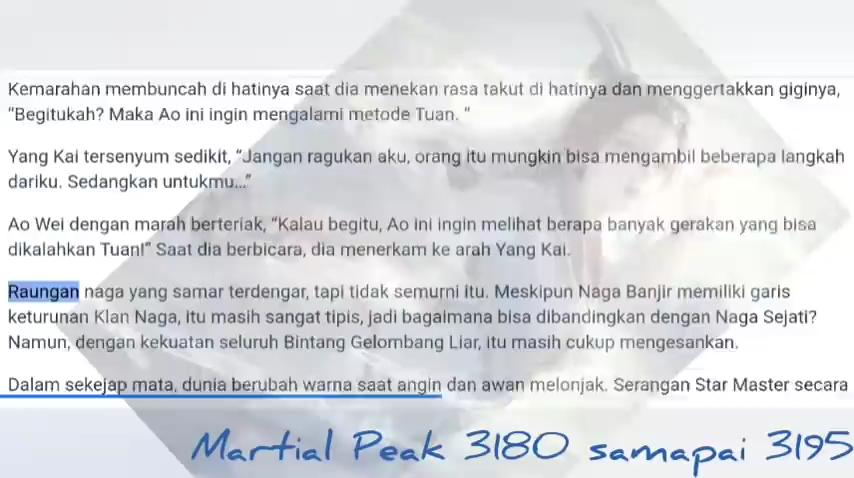 Kemarahan membuncah di hatinya saat dia menekan rasa takut di hatinya dan menggertakkan giginya,
“Begitukah? Maka Ao ini ingin mengalami metode Tuan. “
Yang Kai tersenyum sedikit, “Jangan ragukan aku, orang itu mungkin bisa mengambil beberapa langkah
dariku. Sedangkan untukmu…”
Ao Wei dengan marah berteriak, “Kalau begitu, Ao ini ingin melihat berapa banyak gerakan yang bisa
dikalahkan Tuan!” Saat dia berbicara, dia menerkam ke arah Yang Kai.
Raungan naga yang samar terdengar, tapi tidak semurni itu. Meskipun Naga Banjir memiliki garis
keturunan Klan Naga, itu masih sangat tipis, jadi bagaimana bisa dibandingkan dengan Naga Sejati?
Namun, dengan kekuatan seluruh Bintang Gelombang Liar, itu masih cukup mengesankan.
Dalam sekejap mata, dunia berubah warna saat angin dan awan melonjak. Serangan Star Master secara
Martial Peak 3180 samapai 3195